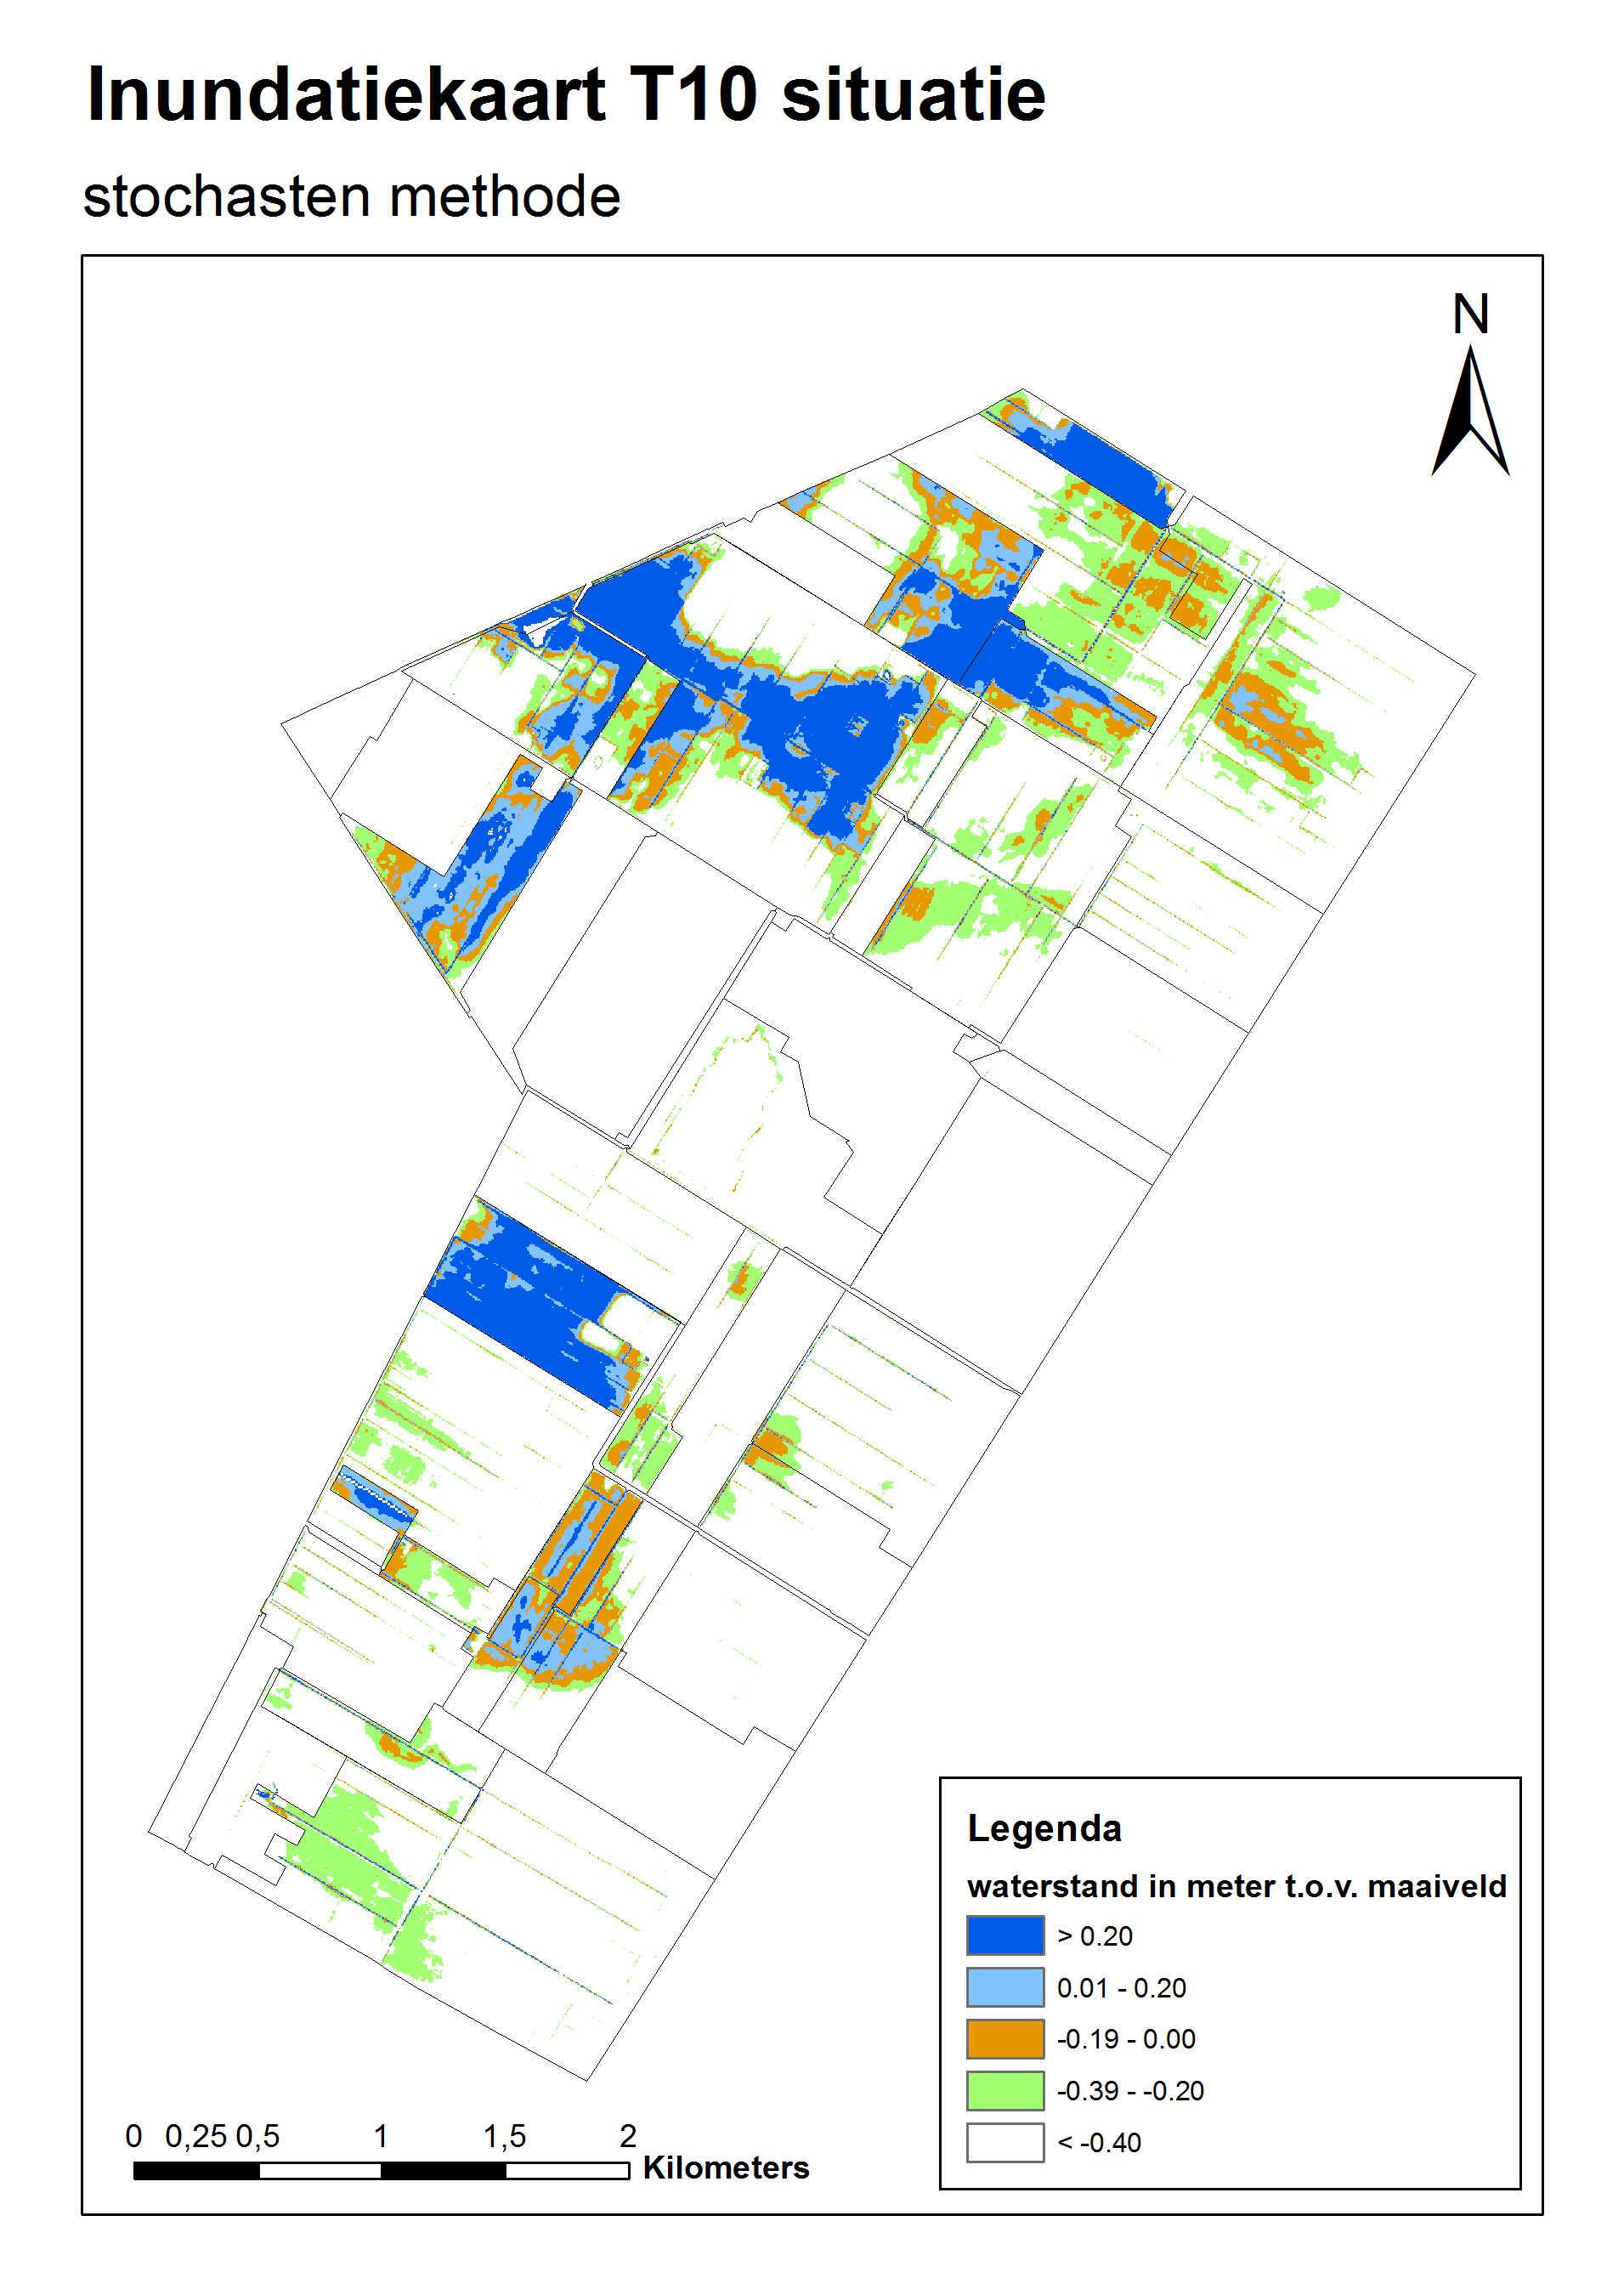 Inundatiekaart T10 situatie
stochasten methode
N
Legenda
waterstand in meter t.o.v. maaiveld
> 0.20
0.01 - 0.20
-0.19 - 0.00
-0.39 - -0.20
< -0.40
0 0,25 0,5 1 1,5 2
Kilometers